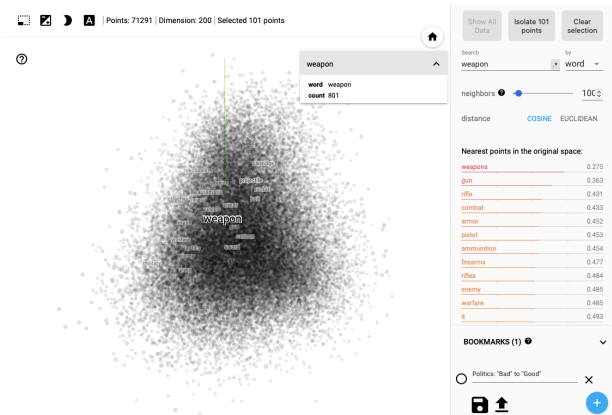 A
Points: 71291 | Dimension: 200 | Selected 101 points
weapon
word weapon
count 801
projectile
weapon
sword
Show All Data
Isolate 101 points
Clear selection
Search
by
weapon
word
neighbors
100
distance
COSINE
EUCLIDEAN
Nearest points in the original space:
weapons 0.275
gun 0.363
rifle 0.431
combat 0.433
armor 0.452
pistol 0.453
ammunition 0.454
firearms 0.477
rifles 0.484
enemy 0.485
warfare 0.485
it 0.493
BOOKMARKS (1)
Politics: "Bad" to "Good"